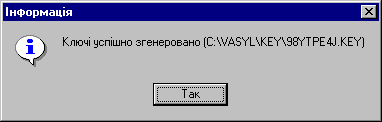 Інформація
Ключі успішно згенеровано (C:\VASYL\KEY\98YTPE4J.KEY)
Так